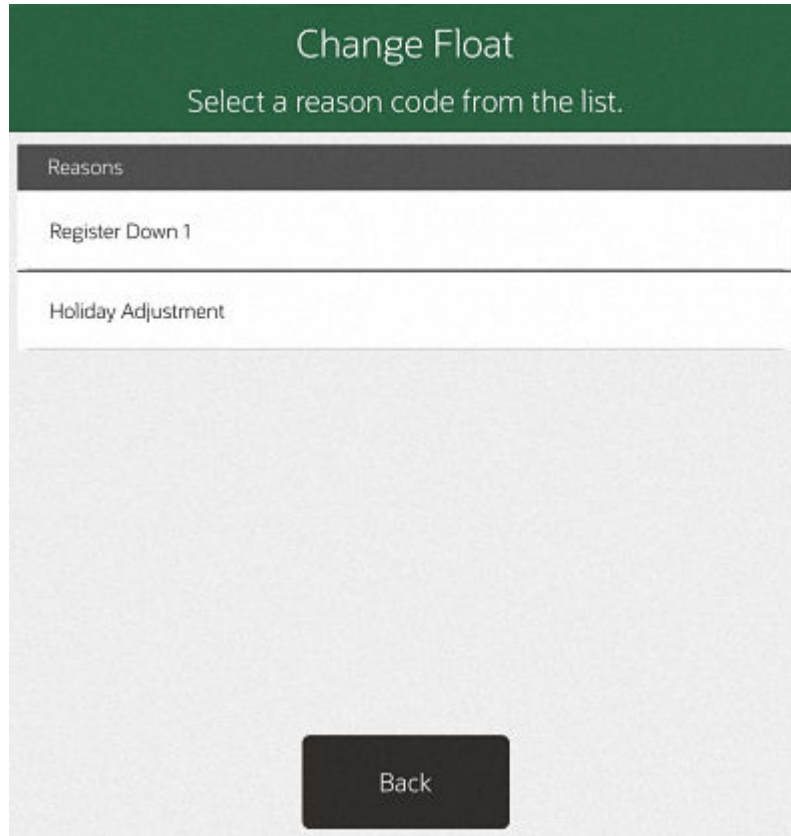 Change Float
Select a reason code from the list.
Reasons
Register Down 1
Holiday Adjustment
Back